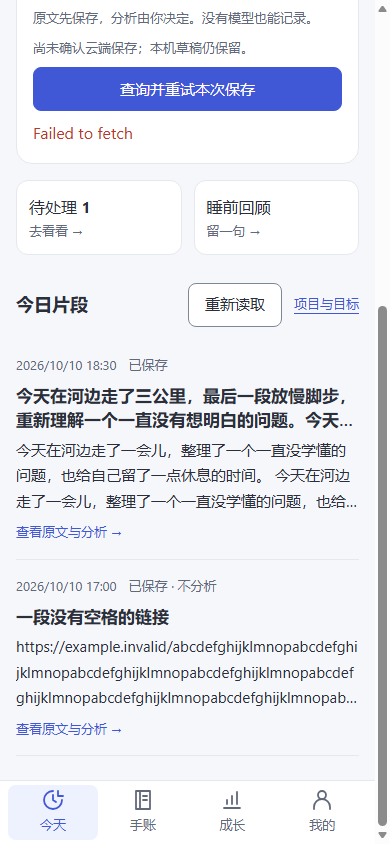 原文先保存，分析由你决定。没有模型也能记录。
尚未确认云端保存；本机草稿仍保留。
查询并重试本次保存
Failed to fetch
待处理 1
去看看 →
睡前回顾
留一句 →
今日片段
重新读取
项目与目标
2026/10/10 18:30 已保存
今天在河边走了三公里，最后一段放慢脚步，
重新理解一个一直没有想明白的问题。今天...
今天在河边走了一会儿，整理了一个一直没学懂的
问题，也给自己留了一点休息的时间。 今天在河边
走了一会儿，整理了一个一直没学懂的问题，也给...
查看原文与分析 →
2026/10/10 17:00 已保存 · 不分析
一段没有空格的链接
https://example.invalid/abcdefghijklmnopabcdefghi
jklmnopabcdefghijklmnopabcdefghijklmnopabcdef
ghijklmnopabcdefghijklmnopabcdefghijklmnopab...
查看原文与分析 →
今天
手账
成长
我的